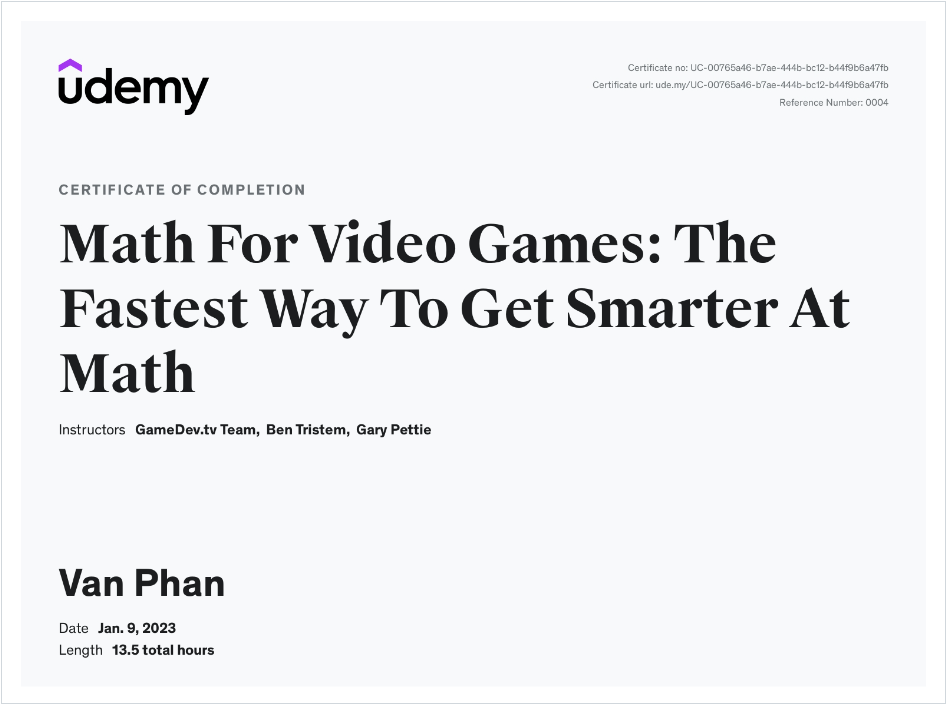 udemy
Certificate no: UC-00765a46-b7ae-444b-bc12-b44f9b6a47fb
Certificate url: ude.my/UC-00765a46-b7ae-444b-bc12-b44f9b6a47fb
Reference Number: 0004
CERTIFICATE OF COMPLETION
Math For Video Games: The
Fastest Way To Get Smarter At
Math
Instructors GameDev.tv Team, Ben Tristem, Gary Pettie
Van Phan
Date Jan. 9, 2023
Length 13.5 total hours